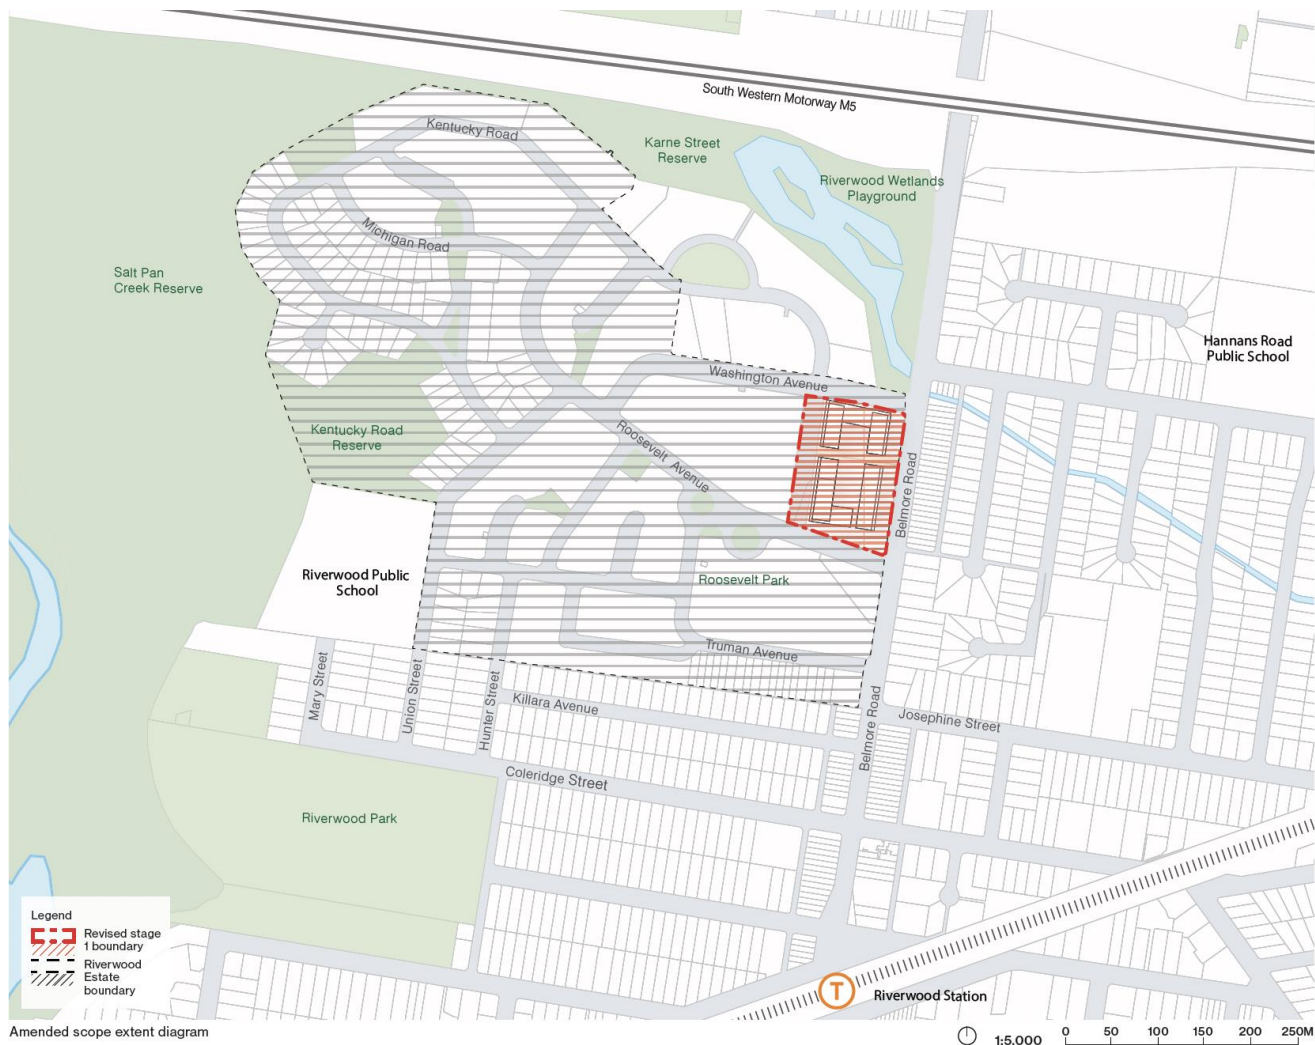 South Western Motorway M5
Kentucky Road
Karne Street
Reserve
Riverwood Wetlands
Playground
Michigan Road
Salt Pan
Creek Reserve
Hannans Road
Public School
Washington Avenue
Kentucky Road
Reserve
Roosevelt Avenue
Belmore Road
Riverwood Public
School
Roosevelt Park
Truman Avenue
Mary Street
Union Street
Hunter Street
Killara Avenue
Belmore Road
Josephine Street
Coleridge Street
Riverwood Park
Legend
Revised stage
1 boundary
Riverwood
Estate
boundary
T
Riverwood Station
Amended scope extent diagram
1:5,000
0 50 100 150 200 250M